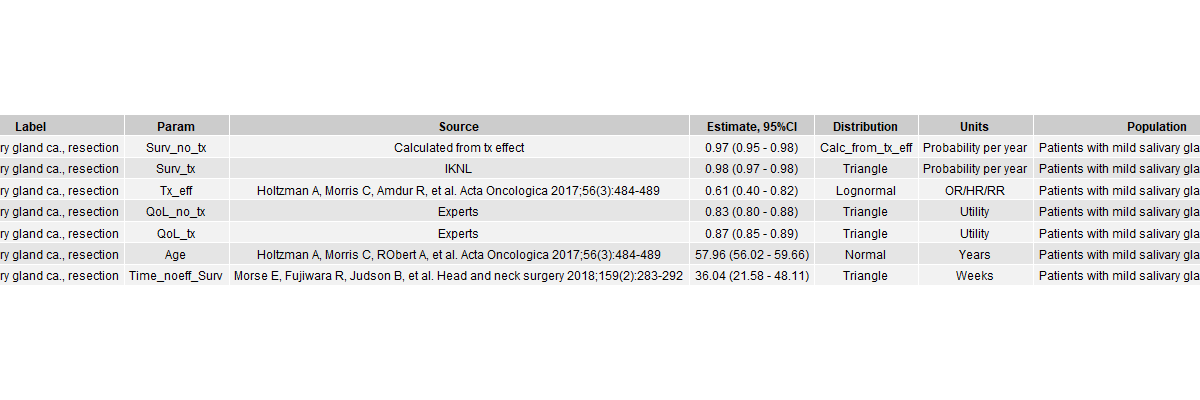 Label Param Source Estimate, 95%CI Distribution Units Population
ry gland ca., resection Surv_no_tx Calculated from tx effect 0.97 (0.95 - 0.98) Calc_from_tx_eff Probability per year Patients with mild salivary gla
ry gland ca., resection Surv_tx IKNL 0.98 (0.97 - 0.98) Triangle Probability per year Patients with mild salivary gla
ry gland ca., resection Tx_eff Holtzman A, Morris C, Amdur R, et al. Acta Oncologica 2017;56(3):484-489 0.61 (0.40 - 0.82) Lognormal OR/HR/RR Patients with mild salivary gla
ry gland ca., resection QoL_no_tx Experts 0.83 (0.80 - 0.88) Triangle Utility Patients with mild salivary gla
ry gland ca., resection QoL_tx Experts 0.87 (0.85 - 0.89) Triangle Utility Patients with mild salivary gla
ry gland ca., resection Age Holtzman A, Morris C, RObert A, et al. Acta Oncologica 2017;56(3):484-489 57.96 (56.02 - 59.66) Normal Years Patients with mild salivary gla
ry gland ca., resection Time_noeff_Surv Morse E, Fujiwara R, Judson B, et al. Head and neck surgery 2018;159(2):283-292 36.04 (21.58 - 48.11) Triangle Weeks Patients with mild salivary gla